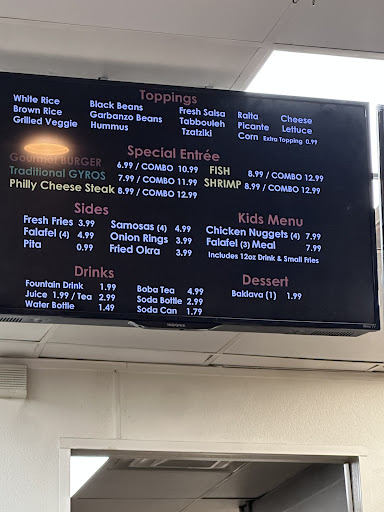 Toppings
White Rice Black Beans Fresh Salsa Raita Cheese
Brown Rice Garbanzo Beans Tabbouleh Picante Lettuce
Grilled Veggie Hummus Tzatziki Corn Extra Topping 0.99
Special Entrée
Gourmet BURGER 6.99 / COMBO 10.99 FISH 8.99 / COMBO 12.99
Traditional GYROS 7.99 / COMBO 11.99 SHRIMP 8.99 / COMBO 12.99
Philly Cheese Steak 8.99 / COMBO 12.99
Sides
Fresh Fries 3.99 Samosas (4) 4.99
Falafel (4) 4.99 Onion Rings 3.99
Pita 0.99 Fried Okra 3.99
Kids Menu
Chicken Nuggets (4) 7.99
Falafel (3) Meal 7.99
Includes 12oz Drink & Small Fries
Drinks
Fountain Drink 1.99 Boba Tea 4.99
Juice 1.99 / Tea 2.99 Soda Bottle 2.99
Water Bottle 1.49 Soda Can 1.79
Dessert
Baklava (1) 1.99